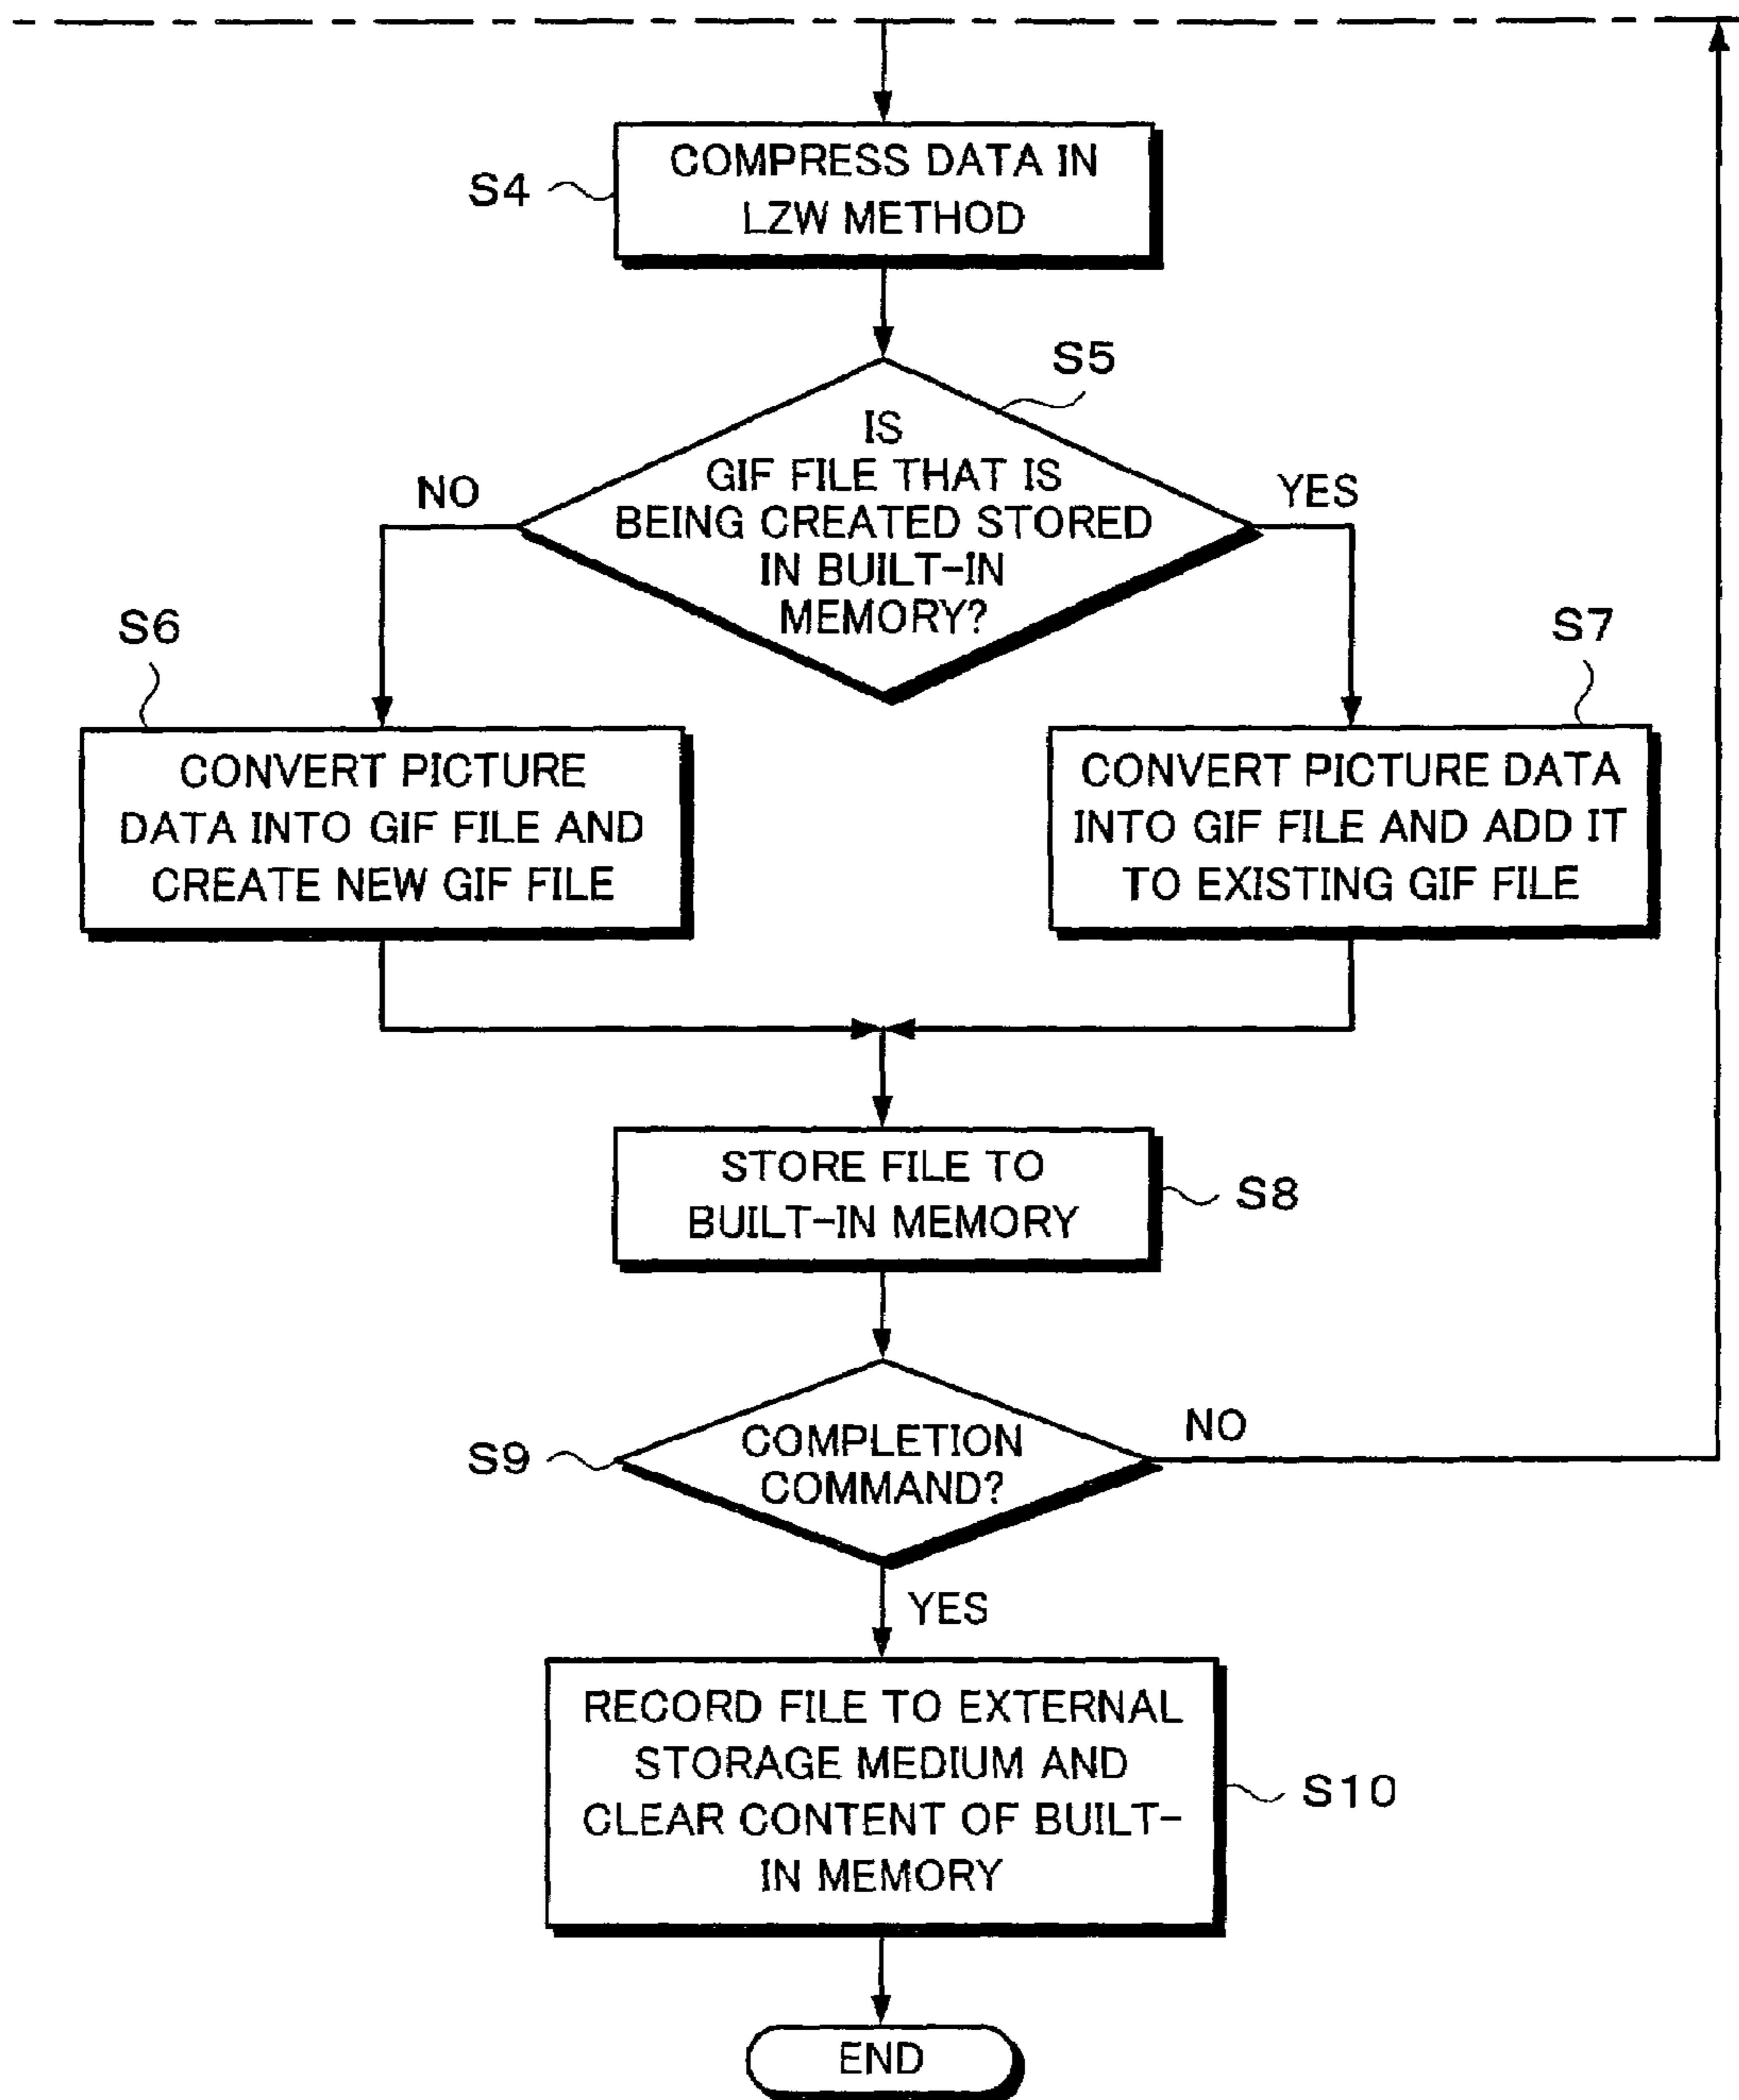 S4
COMPRESS DATA IN
LZW METHOD
S5
IS
GIF FILE THAT IS
BEING CREATED STORED
IN BUILT-IN
MEMORY?
NO
YES
S6
CONVERT PICTURE
DATA INTO GIF FILE AND
CREATE NEW GIF FILE
S7
CONVERT PICTURE DATA
INTO GIF FILE AND ADD IT
TO EXISTING GIF FILE
STORE FILE TO
BUILT-IN MEMORY
S8
S9
COMPLETION
COMMAND?
NO
YES
RECORD FILE TO EXTERNAL
STORAGE MEDIUM AND
CLEAR CONTENT OF BUILT-
IN MEMORY
S10
END